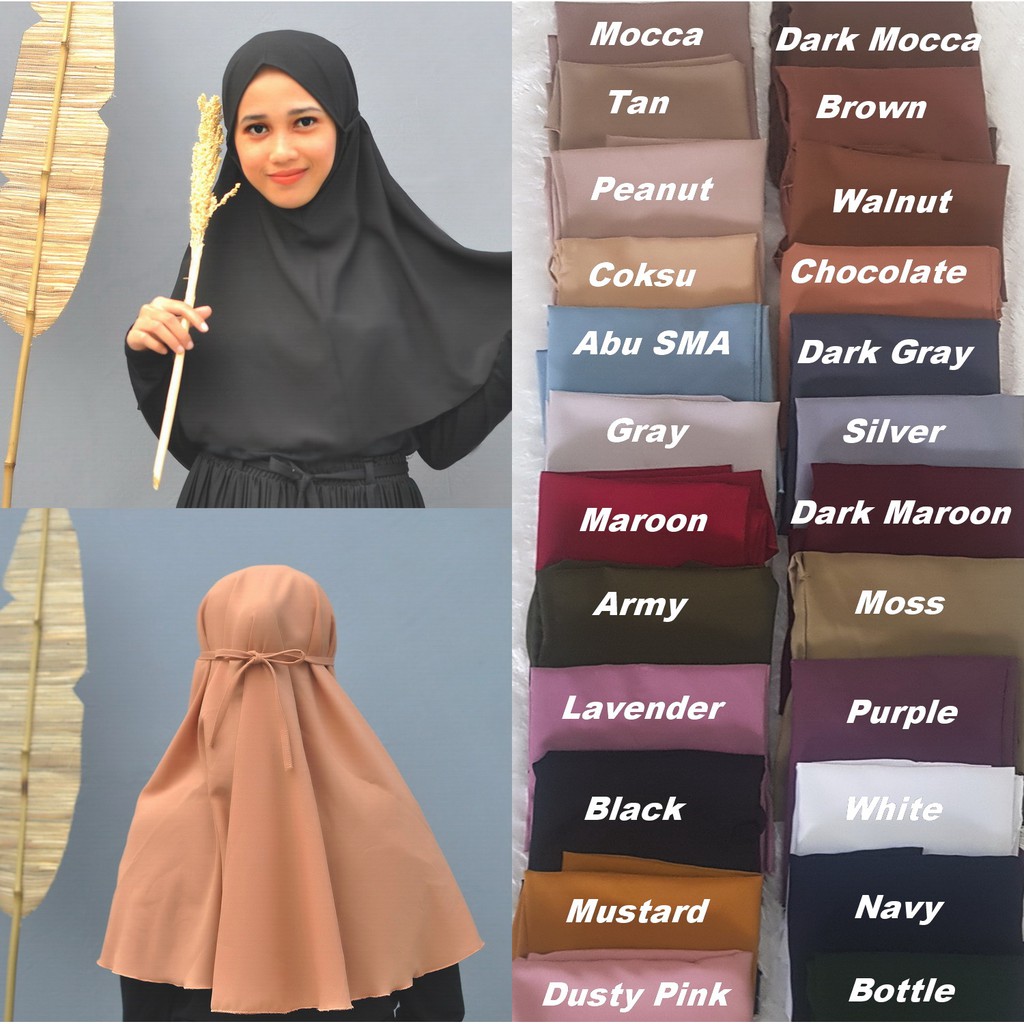 Mocca
Dark Mocca
Tan
Brown
Peanut
Walnut
Coksu
Chocolate
Abu SMA
Dark Gray
Gray
Silver
Maroon
Dark Maroon
Army
Moss
Lavender
Purple
Black
White
Mustard
Navy
Dusty Pink
Bottle